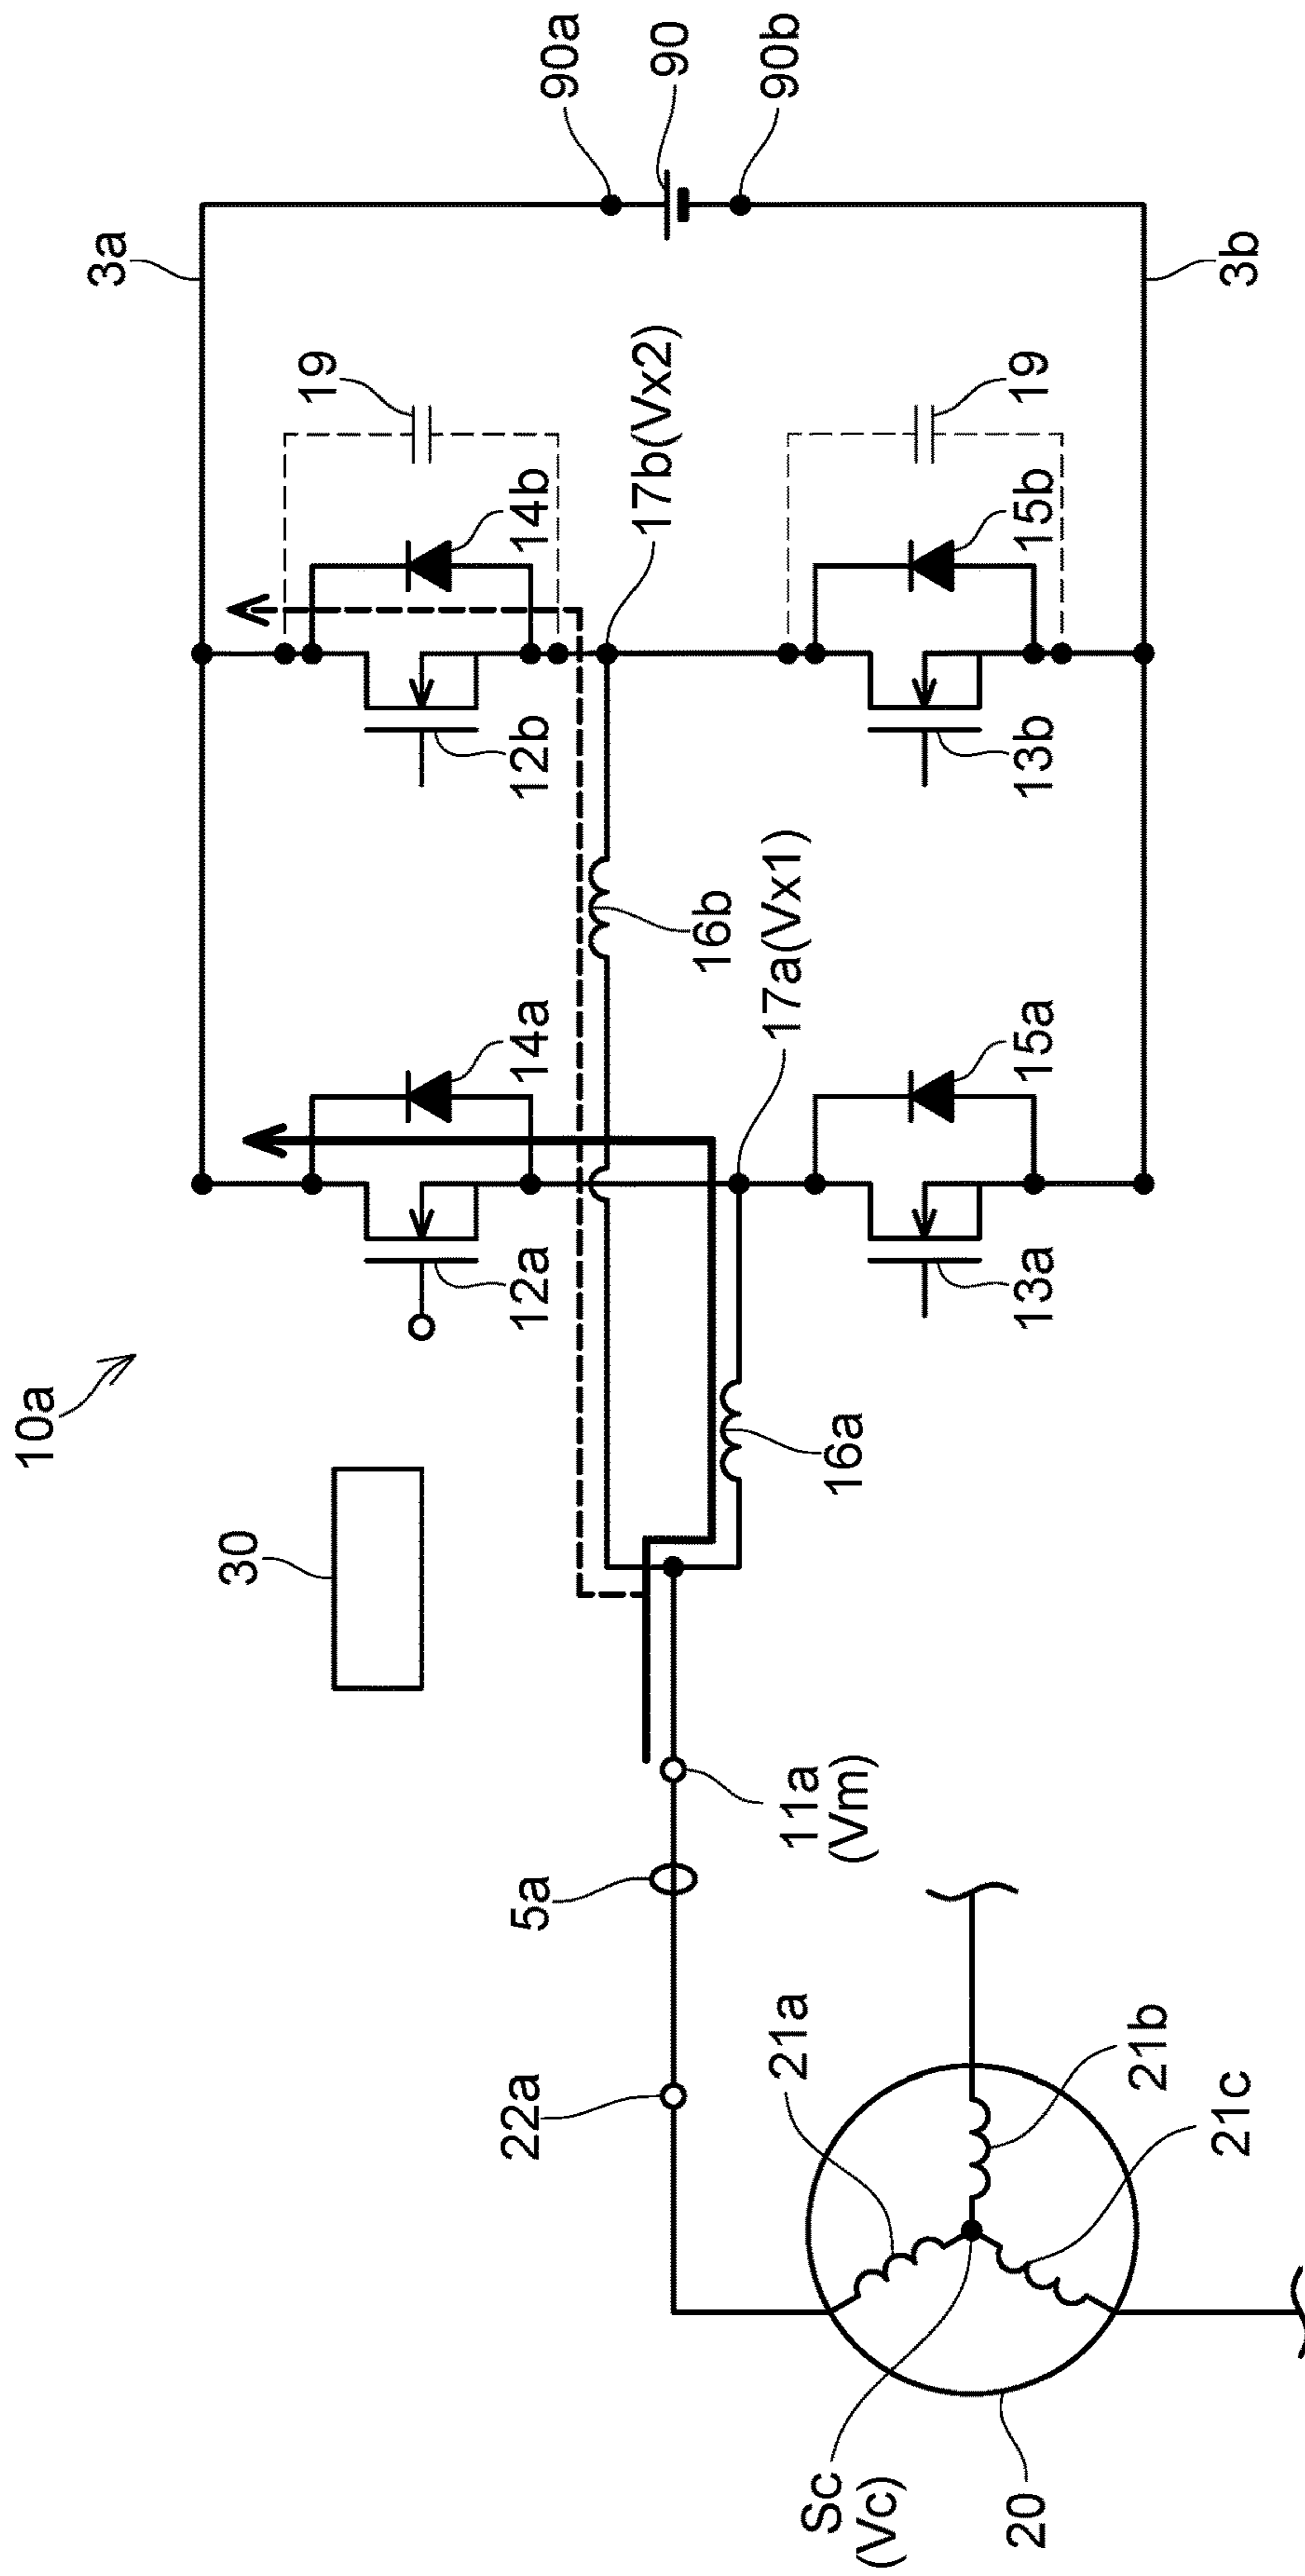 10a
30
3a
90a
90
90b
3b
19
19
14b
12b
17b(Vx2)
15b
13b
14a
12a
16b
17a(Vx1)
15a
13a
16a
11a
(Vm)
5a
22a
21a
21b
21c
Sc
(Vc)
20